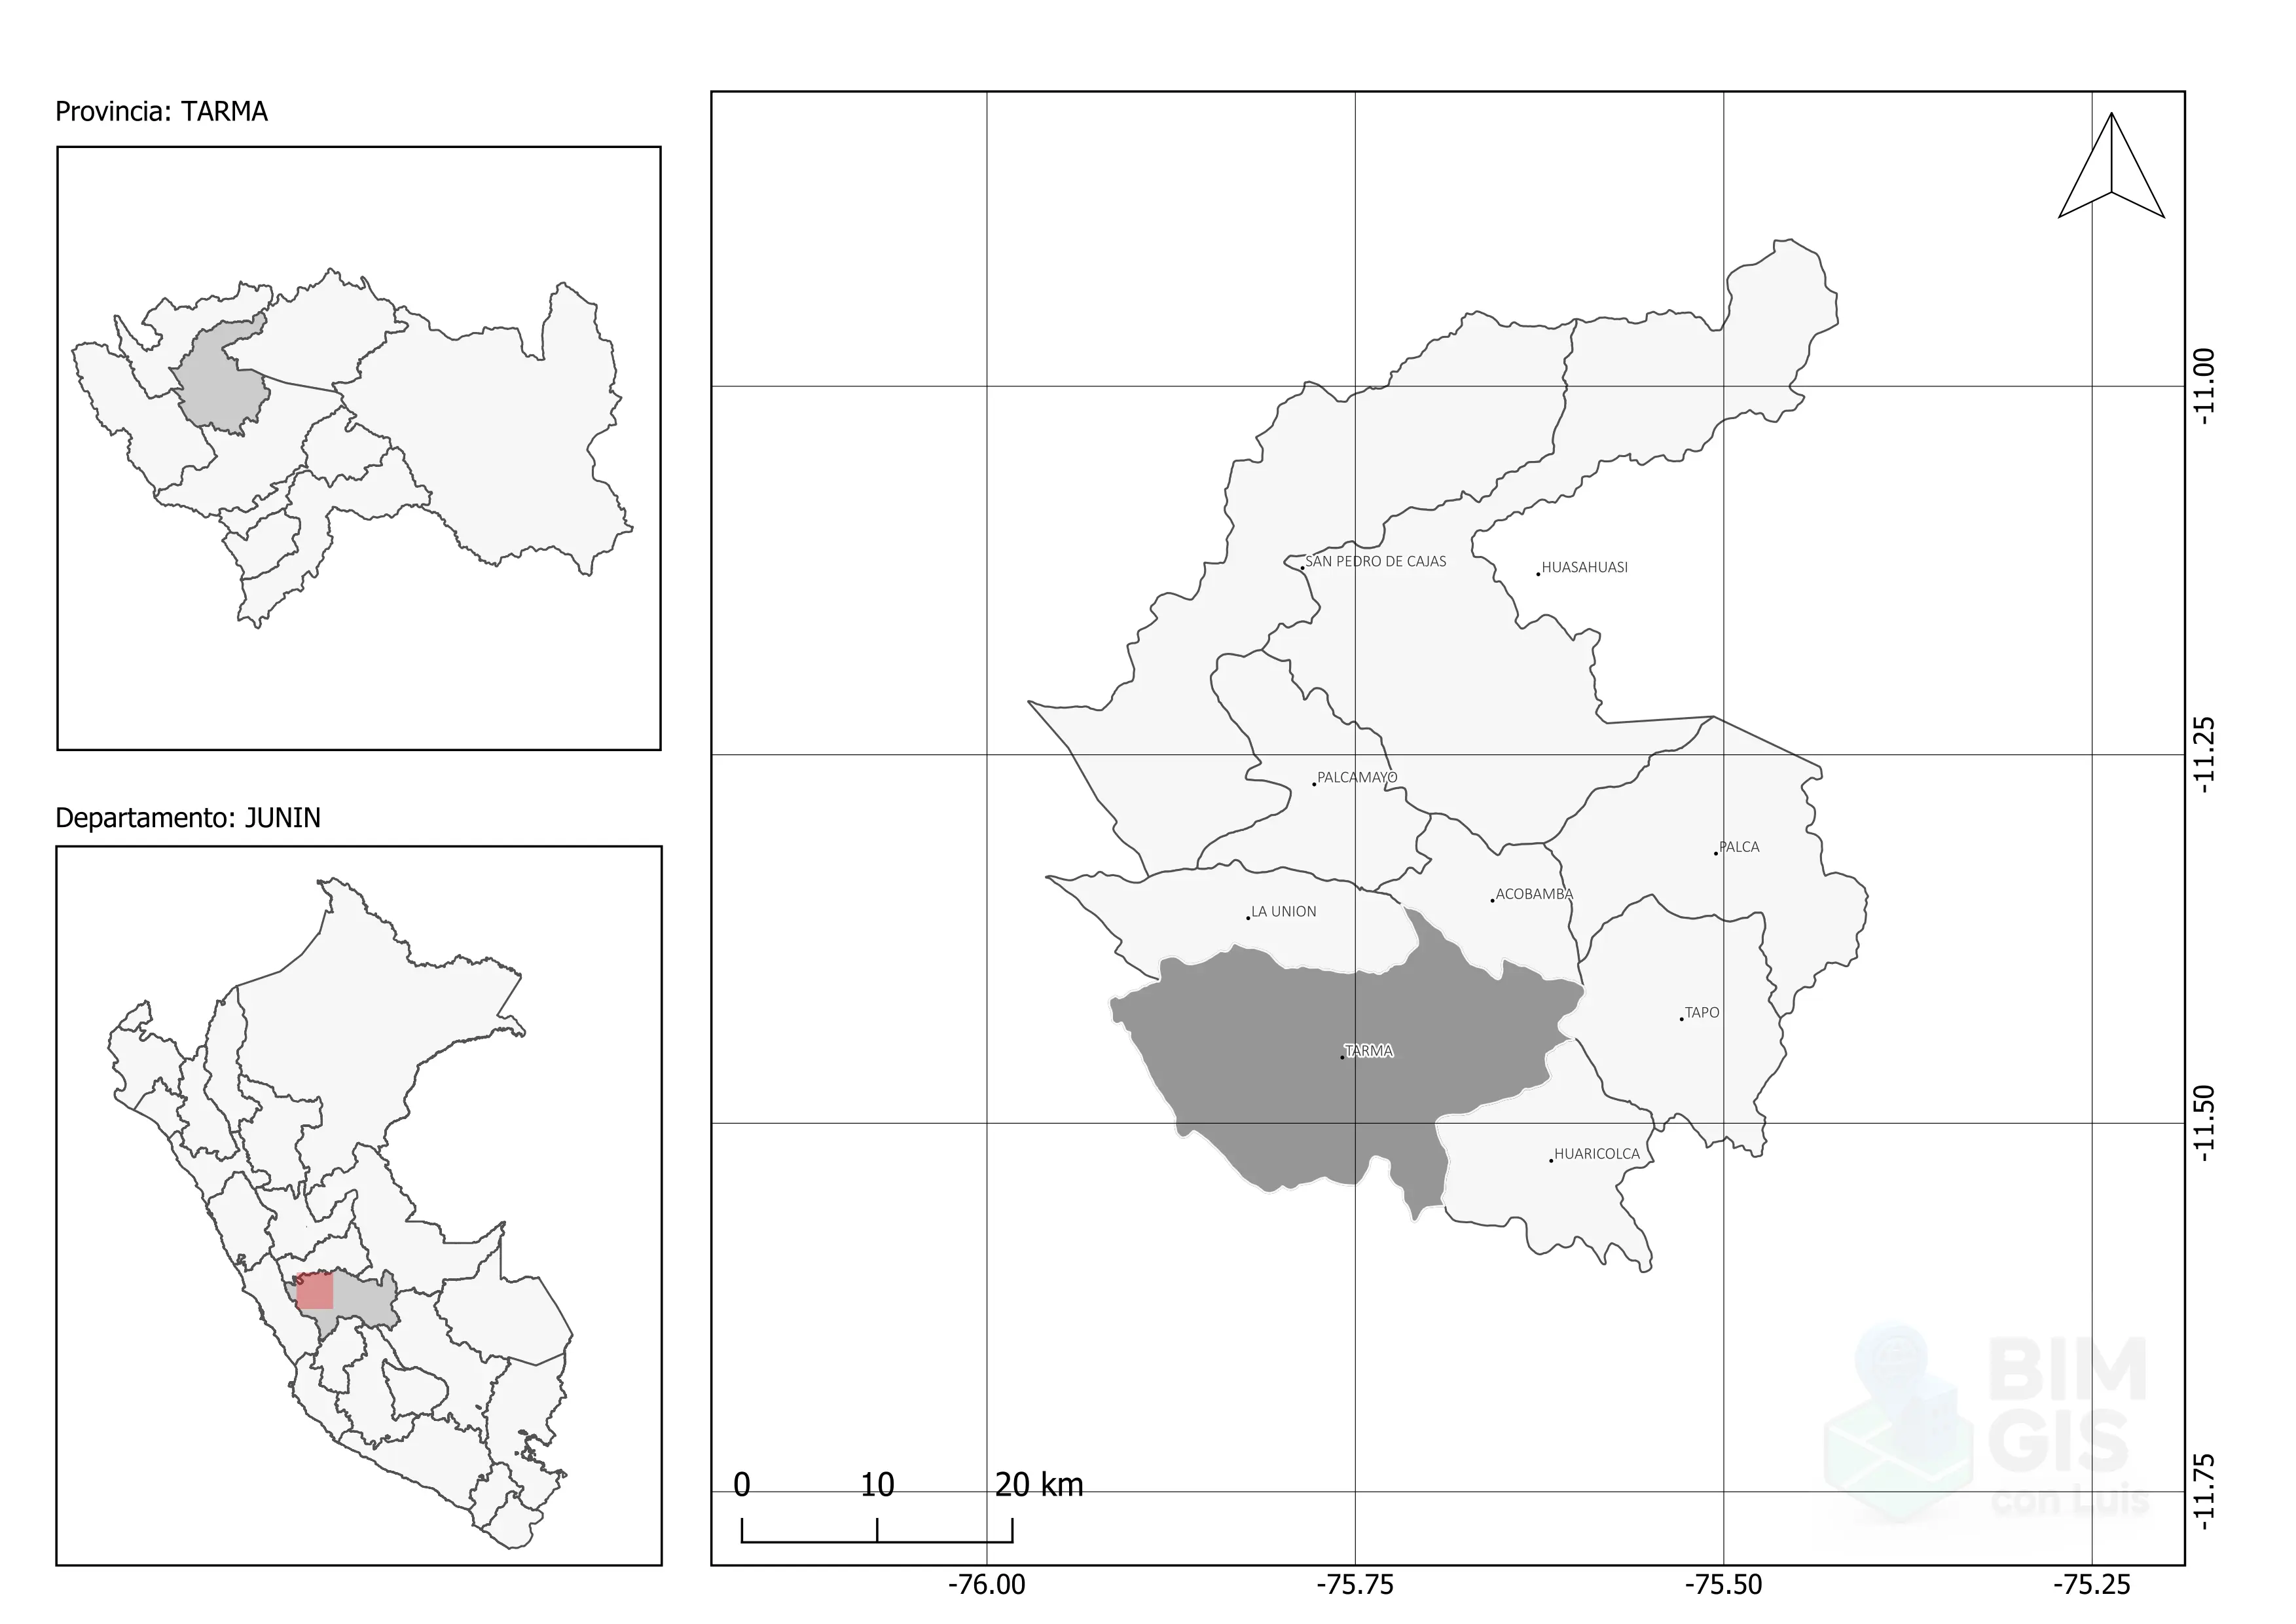 Provincia: TARMA
Departamento: JUNIN
SAN PEDRO DE CAJAS
HUASAHUASI
PALCAMAYO
PALCA
ACOBAMBA
LA UNION
TAPO
TARMA
HUARICOLCA
-11.00
-11.25
-11.50
-11.75
0 10 20 km
-76.00 -75.75 -75.50 -75.25
BIM
GIS
con Luis